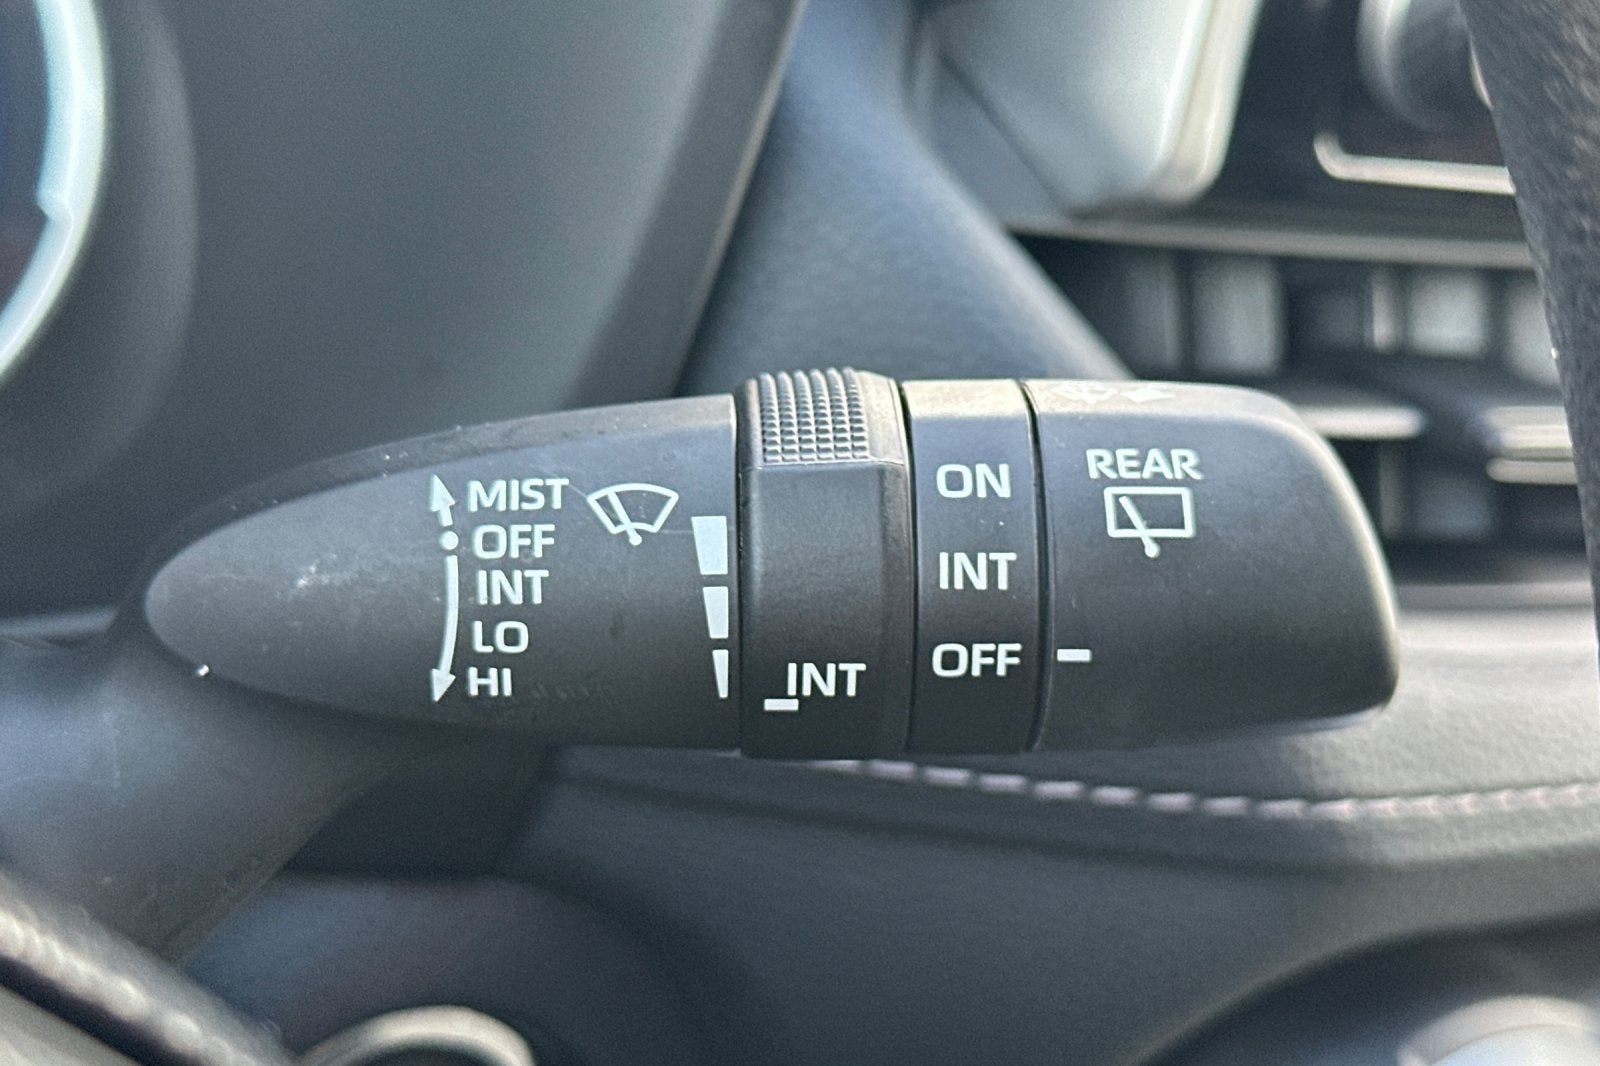 MIST
OFF
INT
LO
HI
INT
ON
INT
OFF
REAR